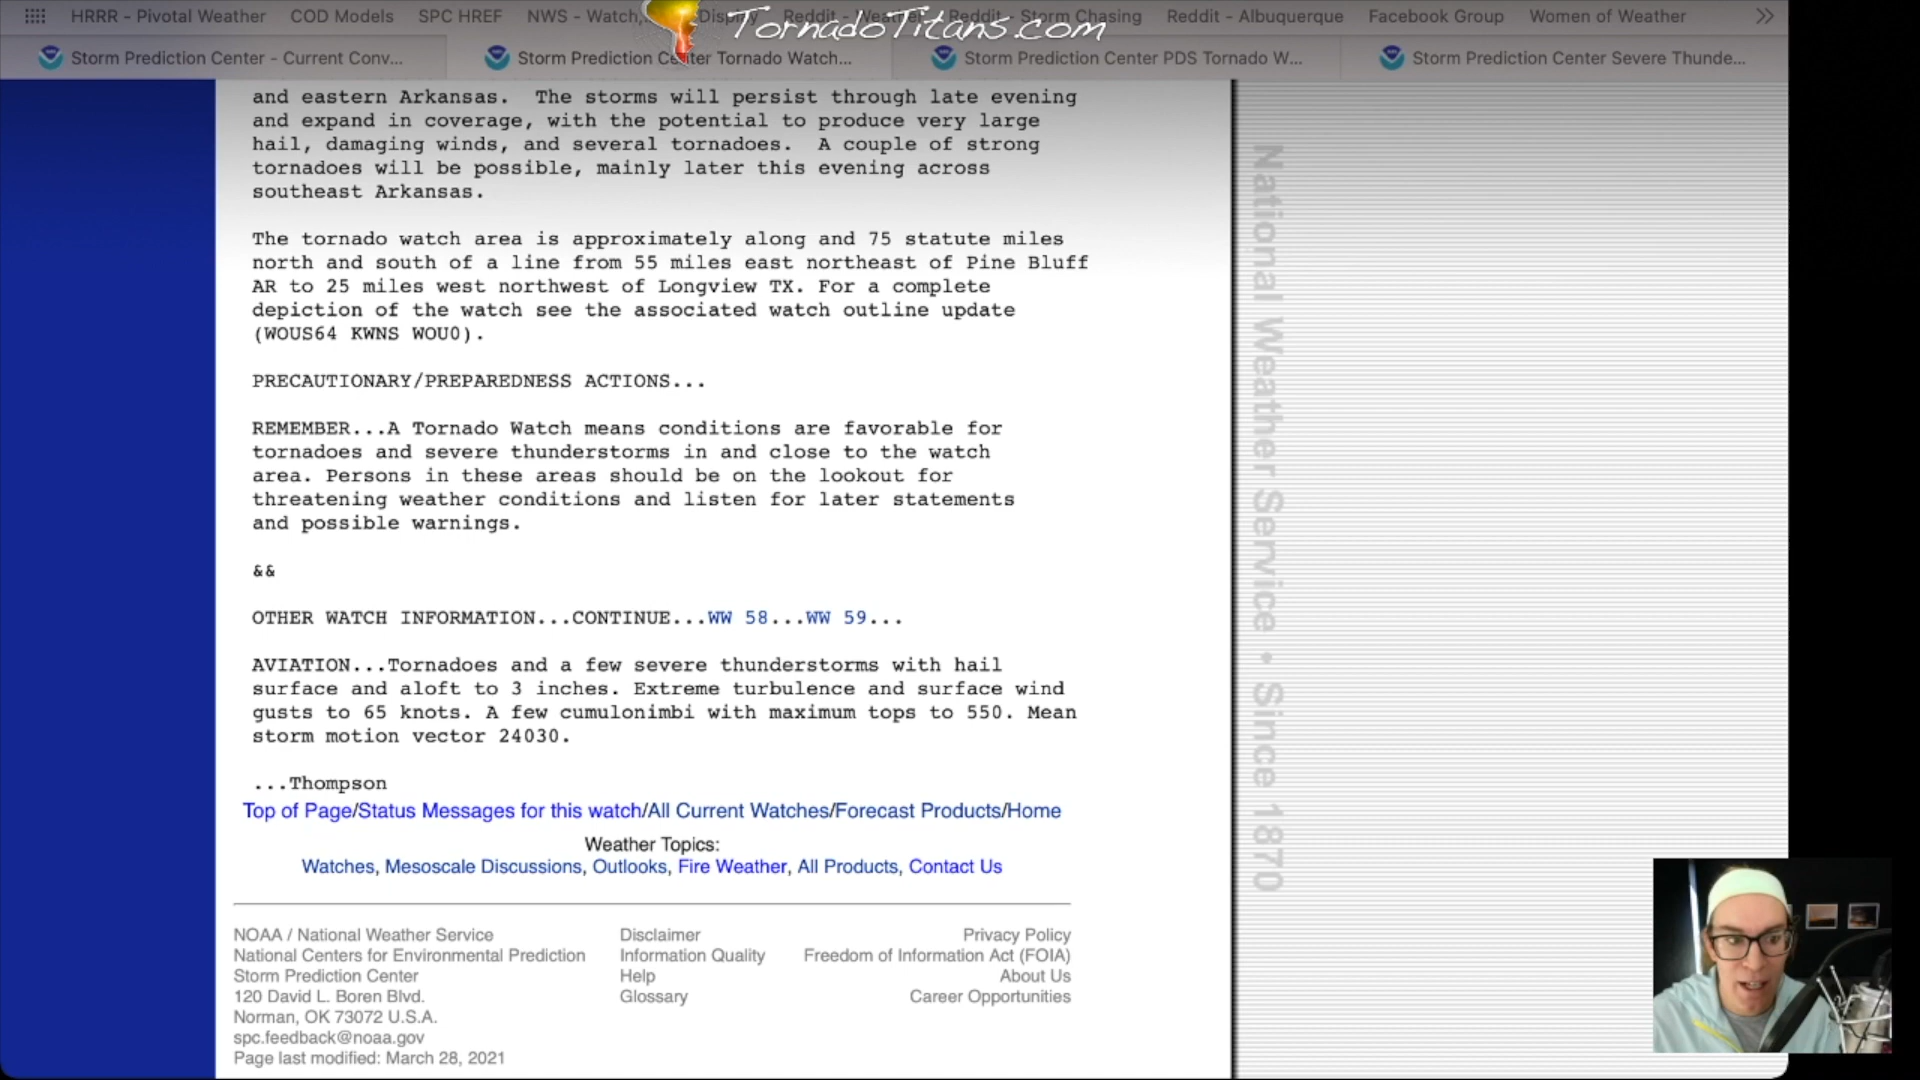 HRRR - Pivotal Weather COD Models SPC HREF NWS - Watch, Display Reddit - Weather Reddit - Storm Chasing Reddit - Albuquerque Facebook Group Women of Weather
TornadoTitans.com
Storm Prediction Center - Current Conv... Storm Prediction Center Tornado Watch... Storm Prediction Center PDS Tornado W... Storm Prediction Center Severe Thunde...
and eastern Arkansas. The storms will persist through late evening
and expand in coverage, with the potential to produce very large
hail, damaging winds, and several tornadoes. A couple of strong
tornadoes will be possible, mainly later this evening across
southeast Arkansas.
The tornado watch area is approximately along and 75 statute miles
north and south of a line from 55 miles east northeast of Pine Bluff
AR to 25 miles west northwest of Longview TX. For a complete
depiction of the watch see the associated watch outline update
(WOUS64 KWNS WOU0).
PRECAUTIONARY/PREPAREDNESS ACTIONS...
REMEMBER...A Tornado Watch means conditions are favorable for
tornadoes and severe thunderstorms in and close to the watch
area. Persons in these areas should be on the lookout for
threatening weather conditions and listen for later statements
and possible warnings.
&&
OTHER WATCH INFORMATION...CONTINUE...WW 58...WW 59...
AVIATION...Tornadoes and a few severe thunderstorms with hail
surface and aloft to 3 inches. Extreme turbulence and surface wind
gusts to 65 knots. A few cumulonimbi with maximum tops to 550. Mean
storm motion vector 24030.
...Thompson
Top of Page/Status Messages for this watch/All Current Watches/Forecast Products/Home
Weather Topics:
Watches, Mesoscale Discussions, Outlooks, Fire Weather, All Products, Contact Us
NOAA / National Weather Service
National Centers for Environmental Prediction
Storm Prediction Center
120 David L. Boren Blvd.
Norman, OK 73072 U.S.A.
spc.feedback@noaa.gov
Page last modified: March 28, 2021
Disclaimer
Information Quality
Help
Glossary
Privacy Policy
Freedom of Information Act (FOIA)
About Us
Career Opportunities
National Weather Service • Since 1870